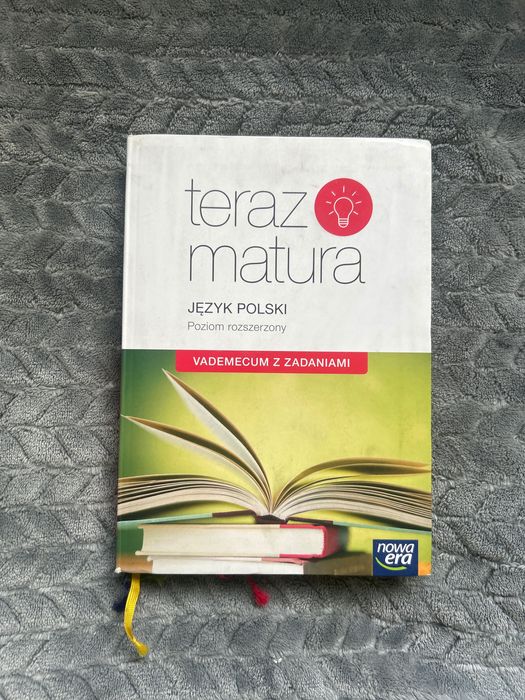 teraz
matura
JĘZYK POLSKI
Poziom rozszerzony
VADEMECUM Z ZADANIAMI
nowa
era